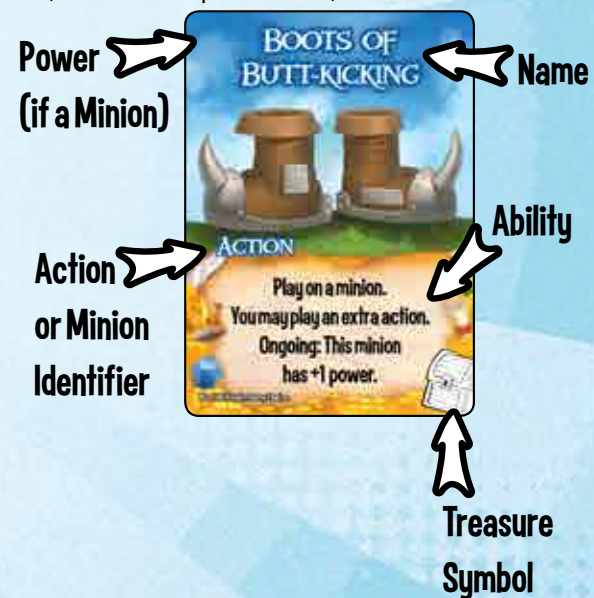 Power
(if a Minion)
BOOTS OF
BUTT-KICKING
Name
Ability
ACTION
Action
or Minion
Identifier
Play on a minion.
You may play an extra action.
Ongoing: This minion
has +1 power.
Treasure
Symbol